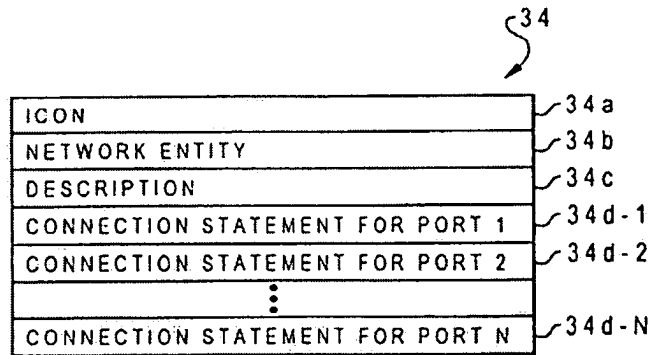 34
ICON 34a
NETWORK ENTITY 34b
DESCRIPTION 34c
CONNECTION STATEMENT FOR PORT 1 34d-1
CONNECTION STATEMENT FOR PORT 2 34d-2
CONNECTION STATEMENT FOR PORT N 34d-N